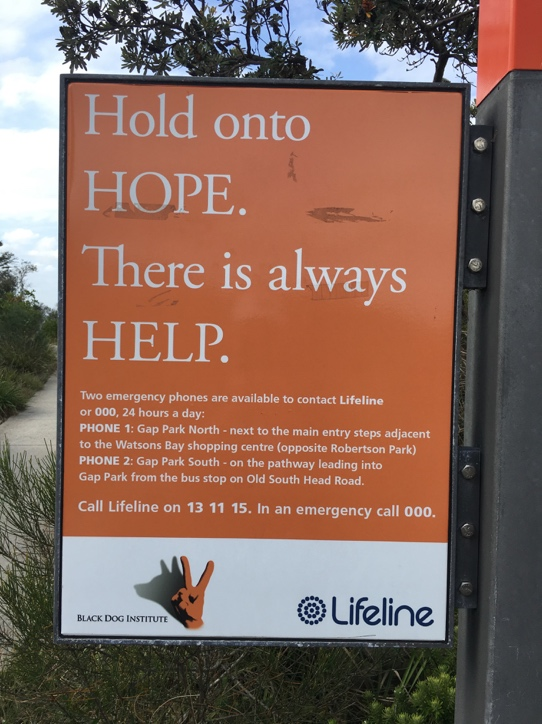 Hold onto
HOPE.
There is always
HELP.
Two emergency phones are available to contact Lifeline
or 000, 24 hours a day:
PHONE 1: Gap Park North - next to the main entry steps adjacent
to the Watsons Bay shopping centre (opposite Robertson Park)
PHONE 2: Gap Park South - on the pathway leading into
Gap Park from the bus stop on Old South Head Road.
Call Lifeline on 13 11 15. In an emergency call 000.
BLACK DOG INSTITUTE
Lifeline